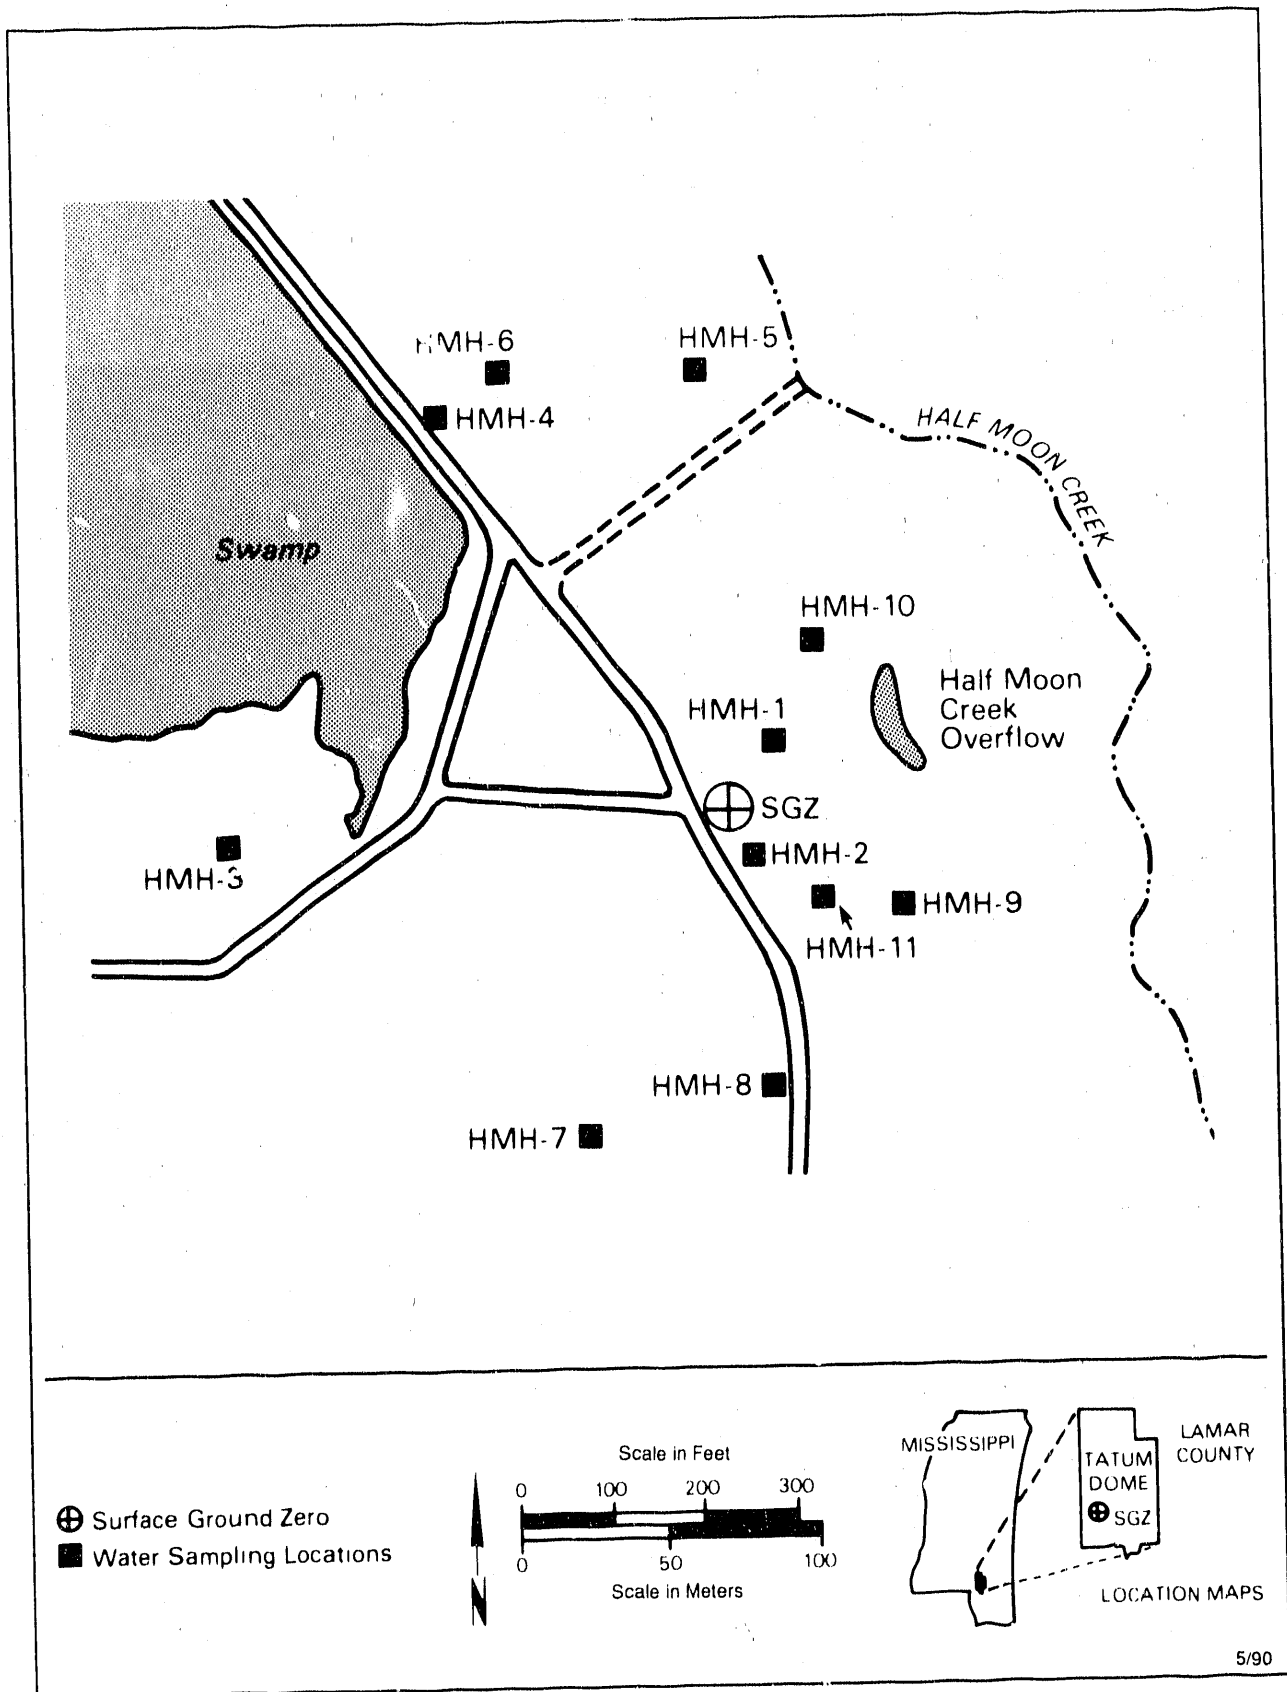 HMH-6
HMH-5
HMH-4
HALF MOON CREEK
Swamp
HMH-10
Half Moon
Creek
Overflow
HMH-1
SGZ
HMH-2
HMH-3
HMH-9
HMH-11
HMH-8
HMH-7
Surface Ground Zero
Water Sampling Locations
N
Scale in Feet
0 100 200 300
0 50 100
Scale in Meters
MISSISSIPPI
LAMAR
COUNTY
TATUM
DOME
SGZ
LOCATION MAPS
5/90